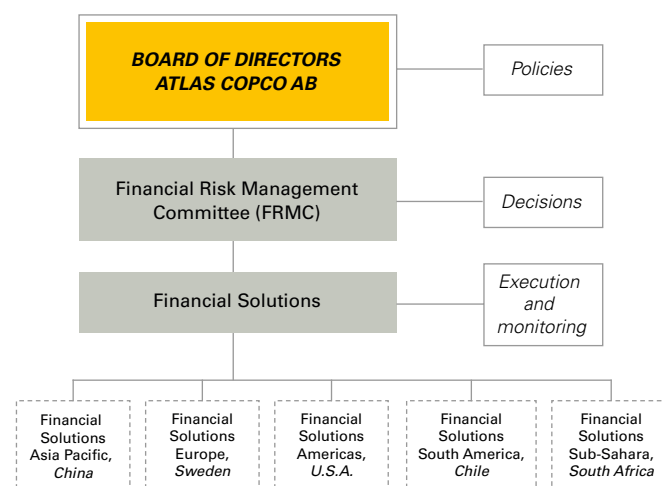 BOARD OF DIRECTORS
ATLAS COPCO AB
Policies
Financial Risk Management
Committee (FRMC)
Decisions
Financial Solutions
Execution
and
monitoring
Financial
Solutions
Asia Pacific,
China
Financial
Solutions
Europe,
Sweden
Financial
Solutions
Americas,
U.S.A.
Financial
Solutions
South America,
Chile
Financial
Solutions
Sub-Sahara,
South Africa